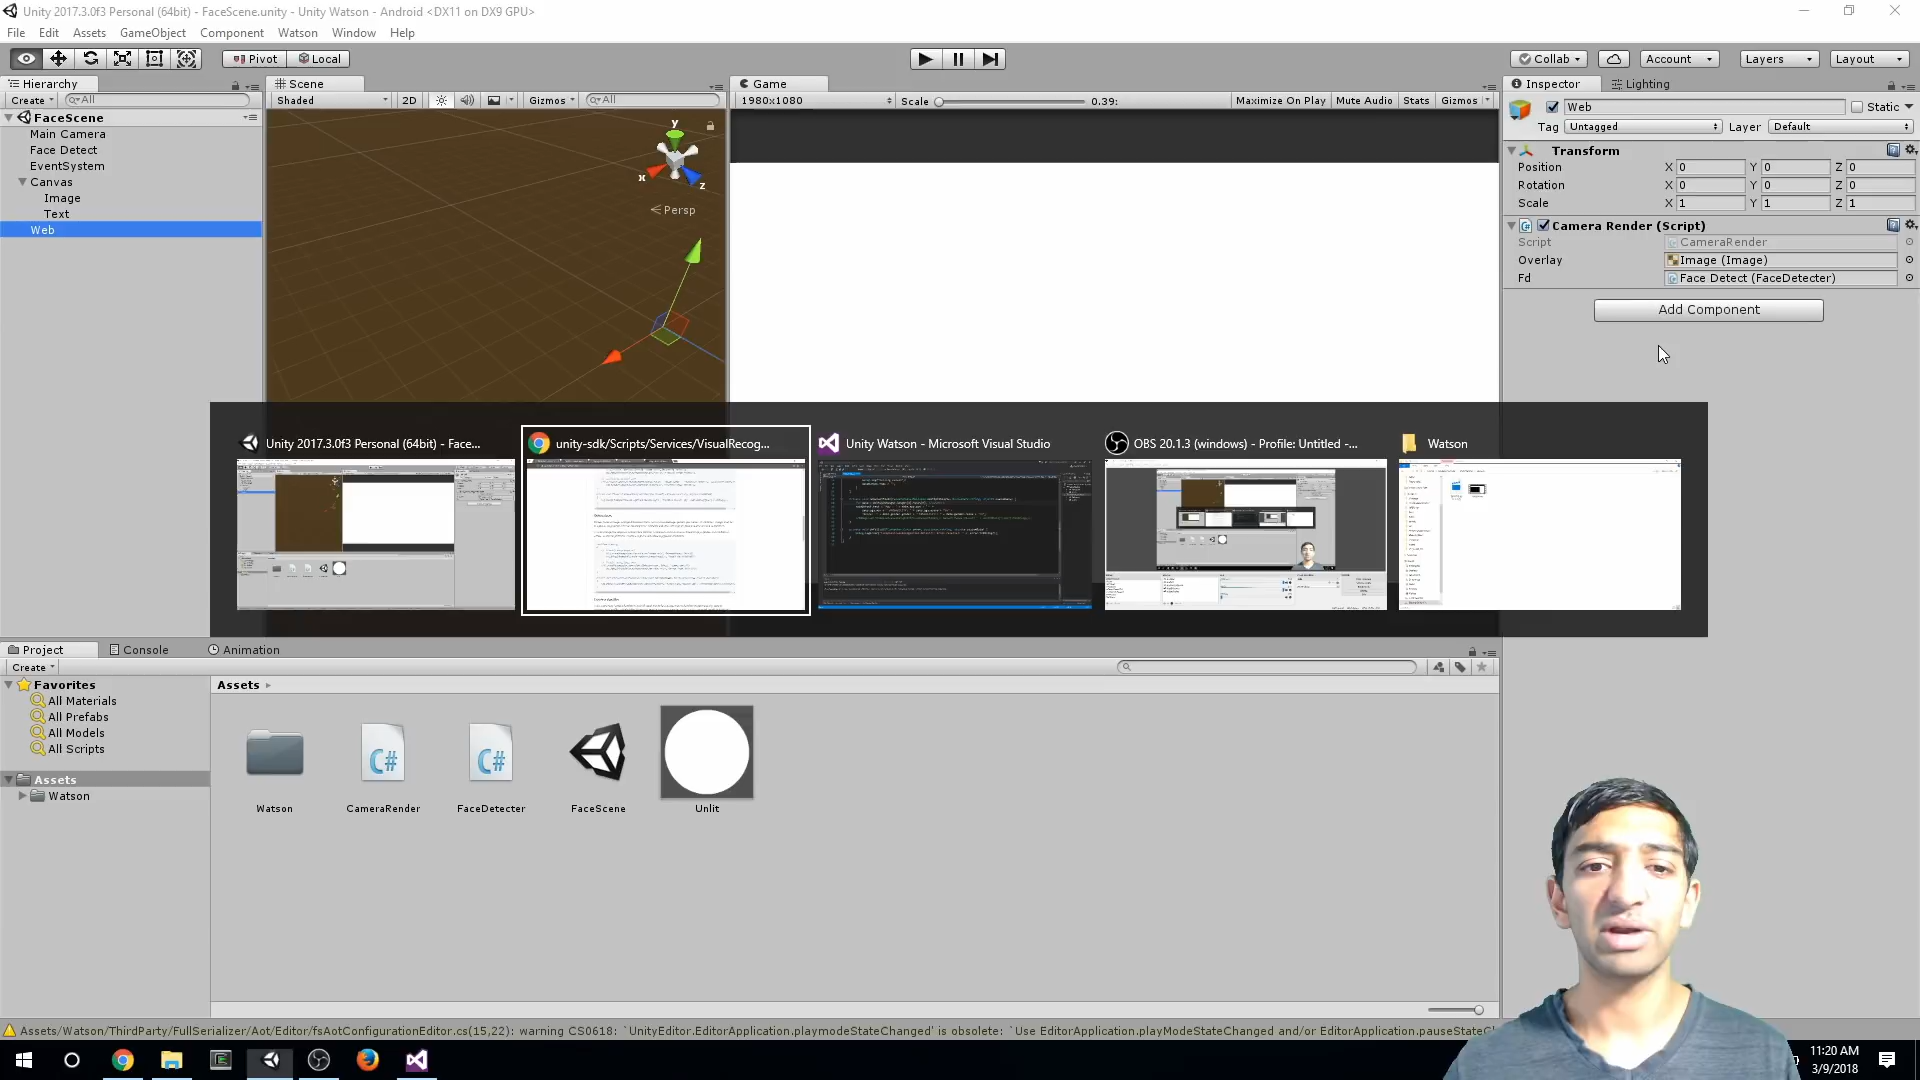 Unity 2017.3.0f3 Personal (64bit) - FaceScene.unity - Unity Watson - Android <DX11 on DX9 GPU>
File Edit Assets GameObject Component Watson Window Help
Pivot Local Collab Account Layers Layout
Hierarchy Scene Game Inspector Lighting
Create All Shaded 2D Gizmos All 1980x1080 Scale 0.39: Maximize On Play Mute Audio Stats Gizmos
Web Static
FaceScene
Tag Untagged Layer Default
Main Camera
Face Detect
EventSystem
Canvas
Image
Text
Web
y
x
z
Persp
Transform
Position X 0 Y 0 Z 0
Rotation X 0 Y 0 Z 0
Scale X 1 Y 1 Z 1
Camera Render (Script)
Script CameraRender
Overlay Image (Image)
Fd Face Detect (FaceDetecter)
Add Component
Unity 2017.3.0f3 Personal (64bit) - Face...
unity-sdk/Scripts/Services/VisualRecog...
Unity Watson - Microsoft Visual Studio
OBS 20.1.3 (windows) - Profile: Untitled -...
Watson
Project Console Animation
Create
Favorites
All Materials
All Prefabs
All Models
All Scripts
Assets
Watson
Assets
C# C#
Watson CameraRender FaceDetecter FaceScene Unlit
Assets/Watson/ThirdParty/FullSerializer/Aot/Editor/fsAotConfigurationEditor.cs(15,22): warning CS0618: `UnityEditor.EditorApplication.playmodeStateChanged' is obsolete: `Use EditorApplication.playModeStateChanged and/or EditorApplication.pauseStateCh
11:20 AM
3/9/2018